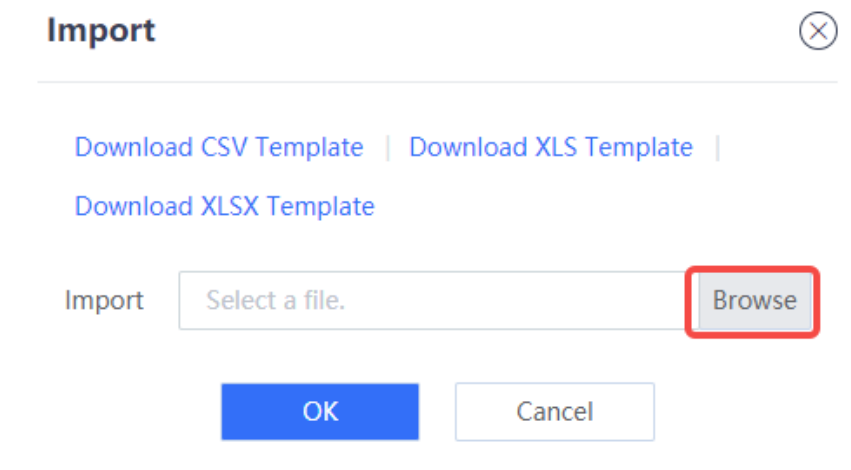 Import
Download CSV Template | Download XLS Template |
Download XLSX Template
Import Select a file. Browse
OK Cancel